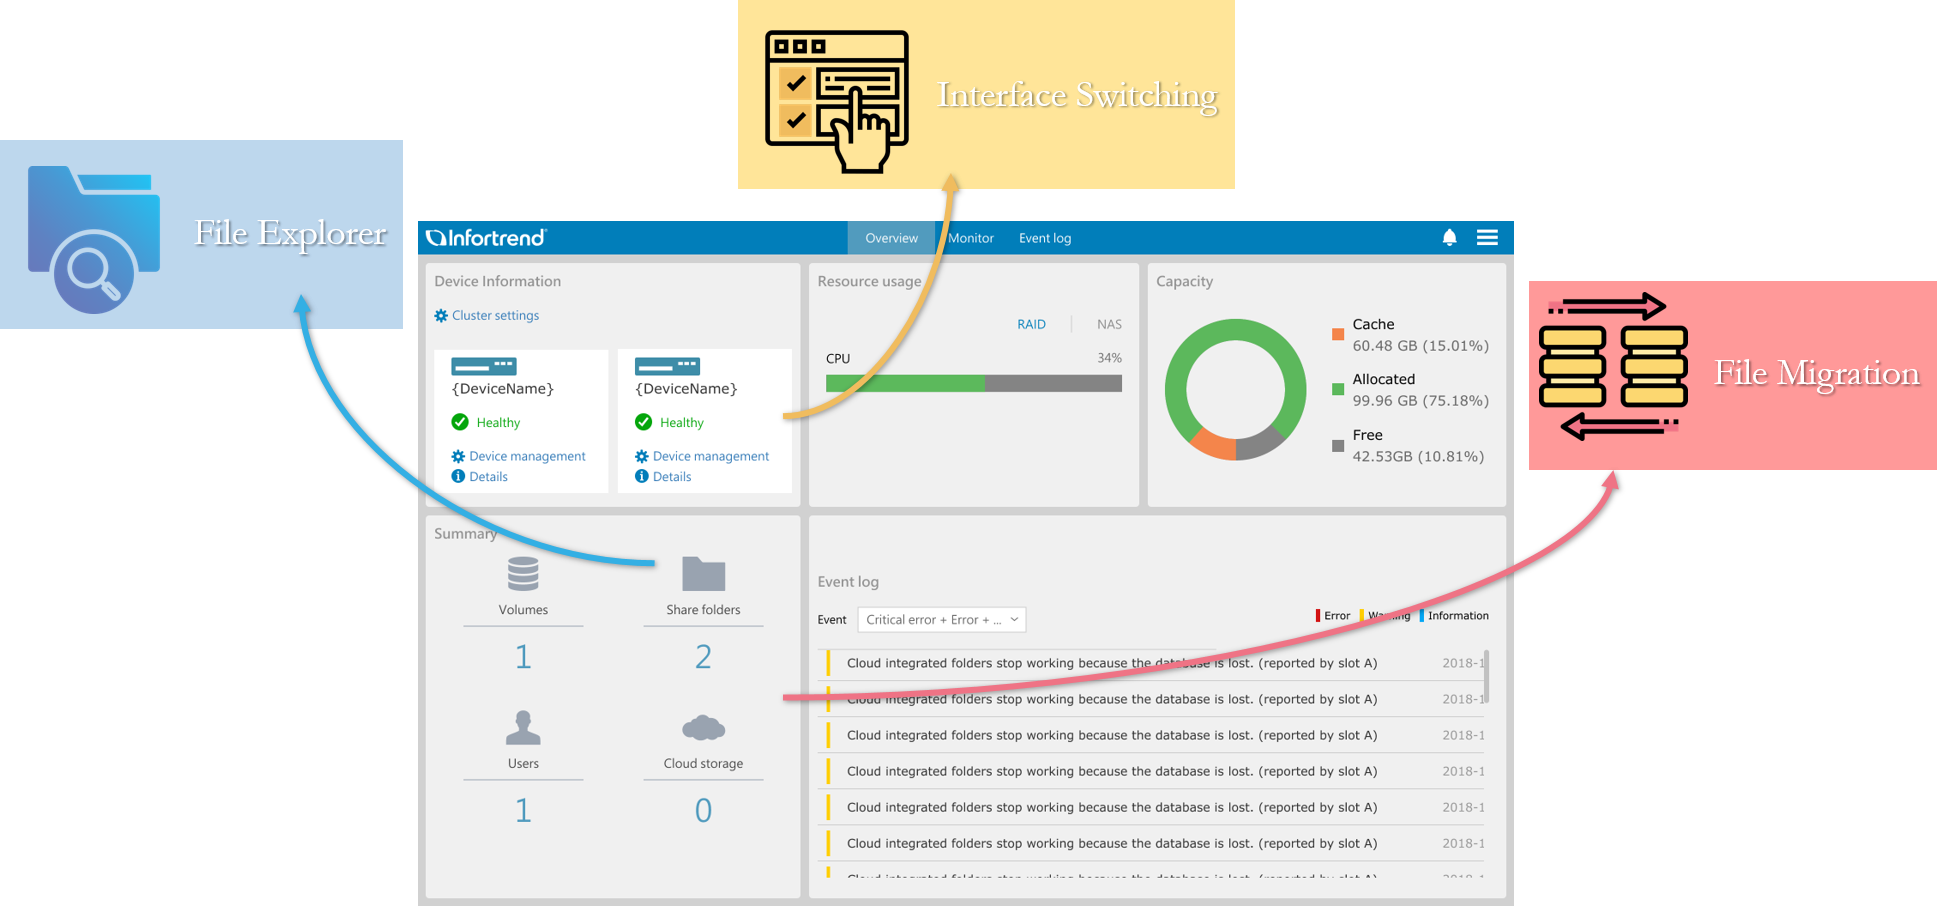 Interface Switching
File Explorer
File Migration
Infortrend
Overview
Monitor
Event log
Device Information
Cluster settings
{DeviceName}
Healthy
Device management
Details
{DeviceName}
Healthy
Device management
Details
Resource usage
RAID
NAS
CPU
34%
Capacity
Cache
60.48 GB (15.01%)
Allocated
99.96 GB (75.18%)
Free
42.53GB (10.81%)
Summary
Volumes
1
Share folders
2
Users
1
Cloud storage
0
Event log
Event
Critical error + Error + ...
Error
Warning
Information
Cloud integrated folders stop working because the database is lost. (reported by slot A) 2018-1
Cloud integrated folders stop working because the database is lost. (reported by slot A) 2018-1
Cloud integrated folders stop working because the database is lost. (reported by slot A) 2018-1
Cloud integrated folders stop working because the database is lost. (reported by slot A) 2018-1
Cloud integrated folders stop working because the database is lost. (reported by slot A) 2018-1
Cloud integrated folders stop working because the database is lost. (reported by slot A) 2018-1